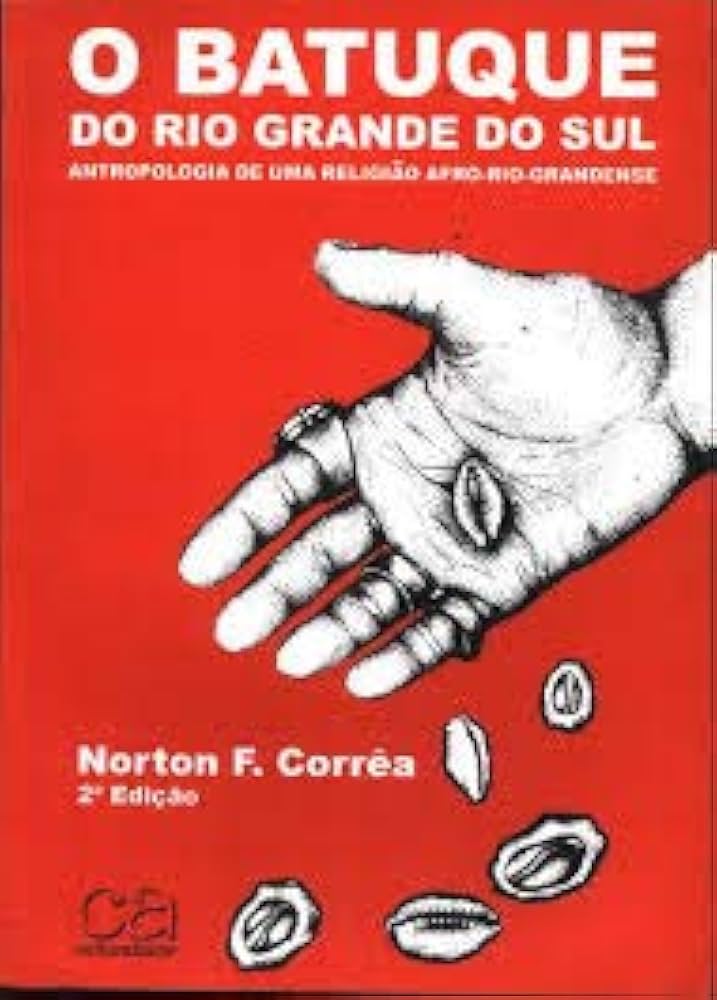 O BATUQUE
DO RIO GRANDE DO SUL
ANTROPOLOGIA DE UMA RELIGIÃO AFRO-RIO-GRANDENSE
Norton F. Corrêa
2ª Edição